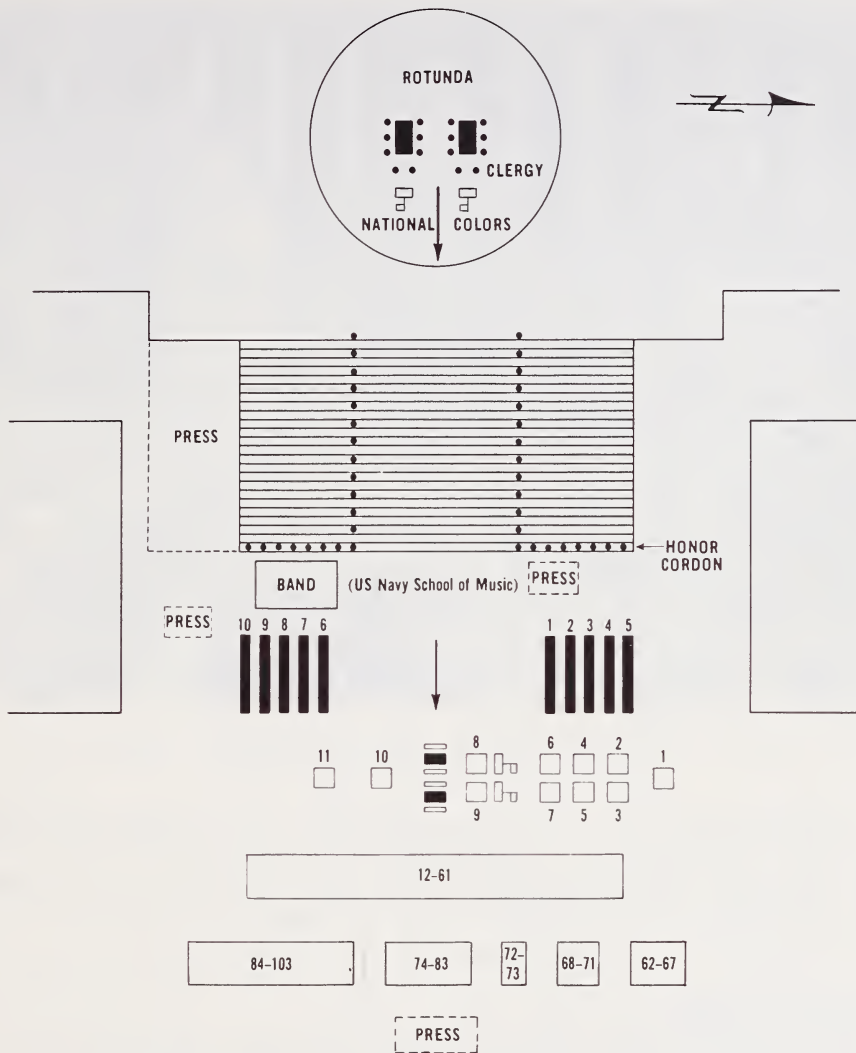 ROTUNDA
CLERGY
NATIONAL COLORS
PRESS
HONOR
CORDON
BAND (US Navy School of Music) PRESS
PRESS
10 9 8 7 6 1 2 3 4 5
8 6 4 2
11 10 1
9 7 5 3
12-61
84-103 74-83 72-
73 68-71 62-67
PRESS